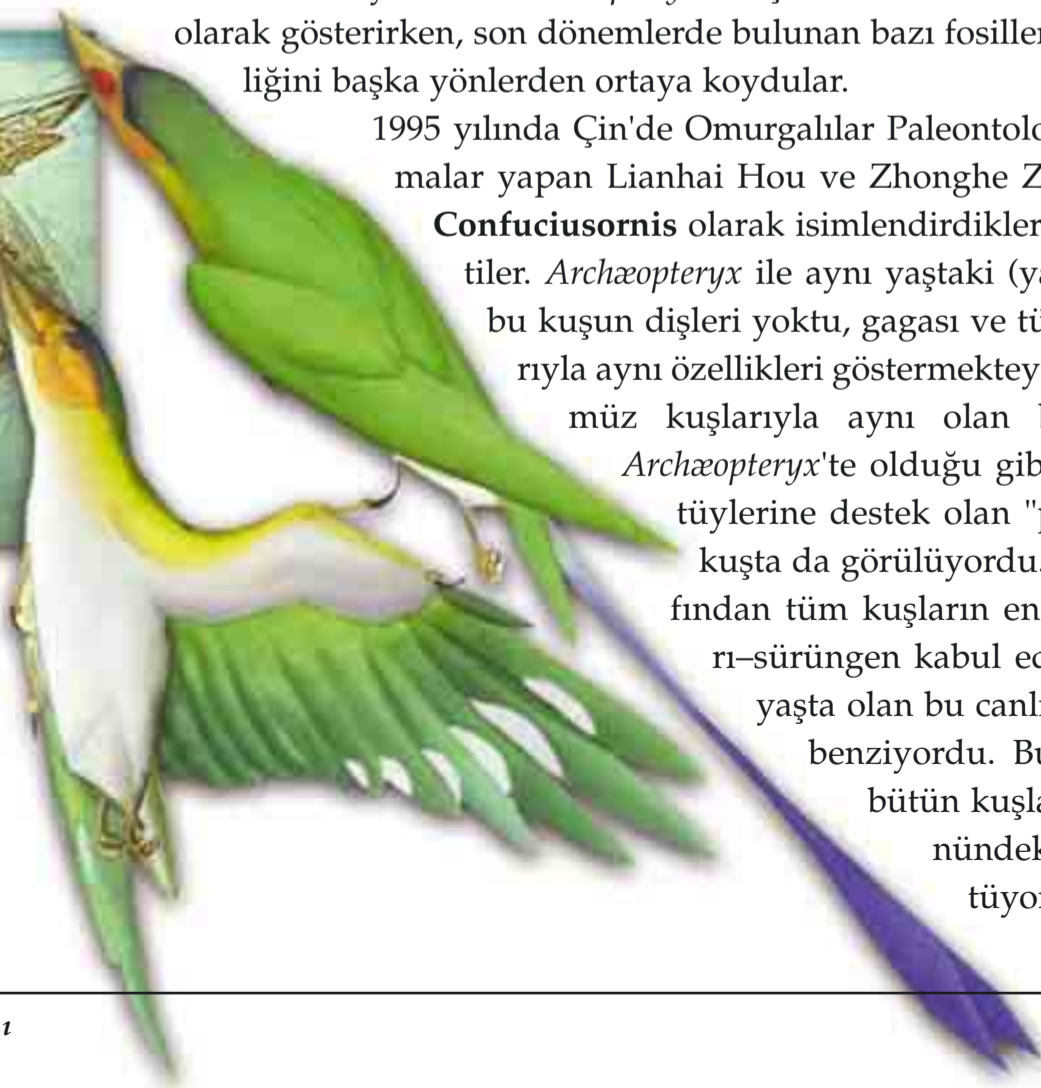 olarak gösterirken, son dönemlerde bulunan bazı fosiller
liğini başka yönlerden ortaya koydular.
1995 yılında Çin'de Omurgalılar Paleontolo
malar yapan Lianhai Hou ve Zhonghe Z
Confuciusornis olarak isimlendirdikler
tiler. Archæopteryx ile aynı yaştaki (ya
bu kuşun dişleri yoktu, gagası ve tü
rıyla aynı özellikleri göstermektey
müz kuşlarıyla aynı olan
Archæopteryx'te olduğu gib
tüylerine destek olan "p
kuşta da görülüyordu.
fından tüm kuşların en
rı–sürüngen kabul ed
yaşta olan bu canlı
benziyordu. Bu
bütün kuşla
nündek
tüyor
ı